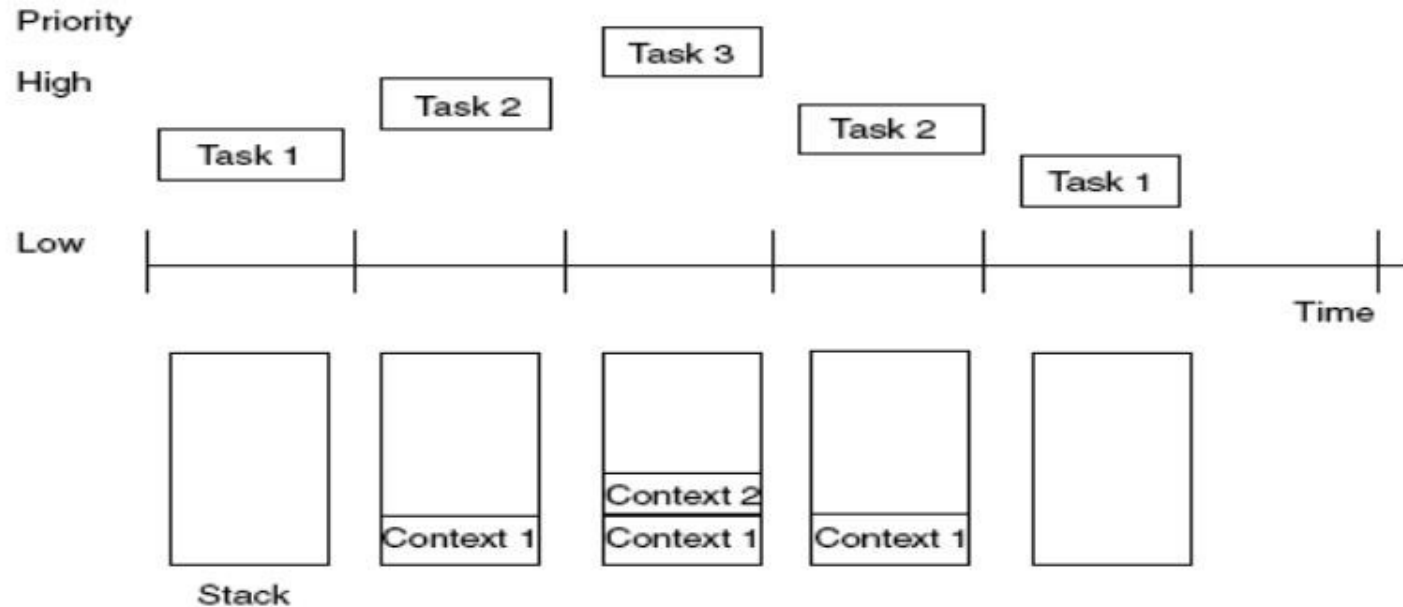 Priority
Task 3
High
Task 2
Task 2
Task 1
Task 1
Low
Time
Context 2
Context 1
Context 1
Context 1
Stack